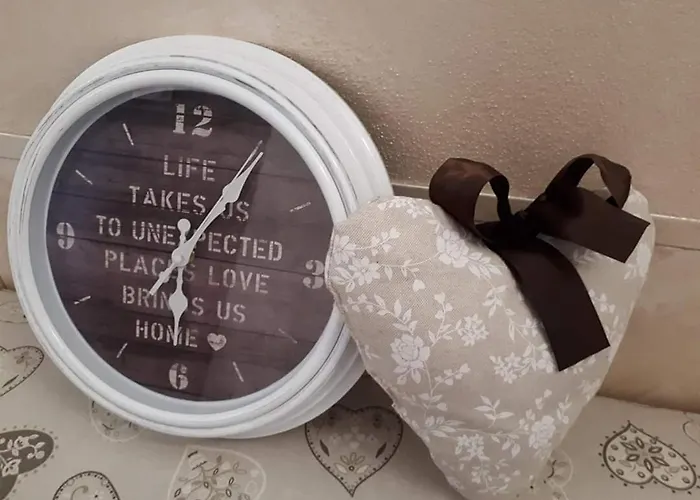 12
LIFE
TAKES US
TO UNEXPECTED
9
PLACES LOVE
3
BRINGS US
HOME
6